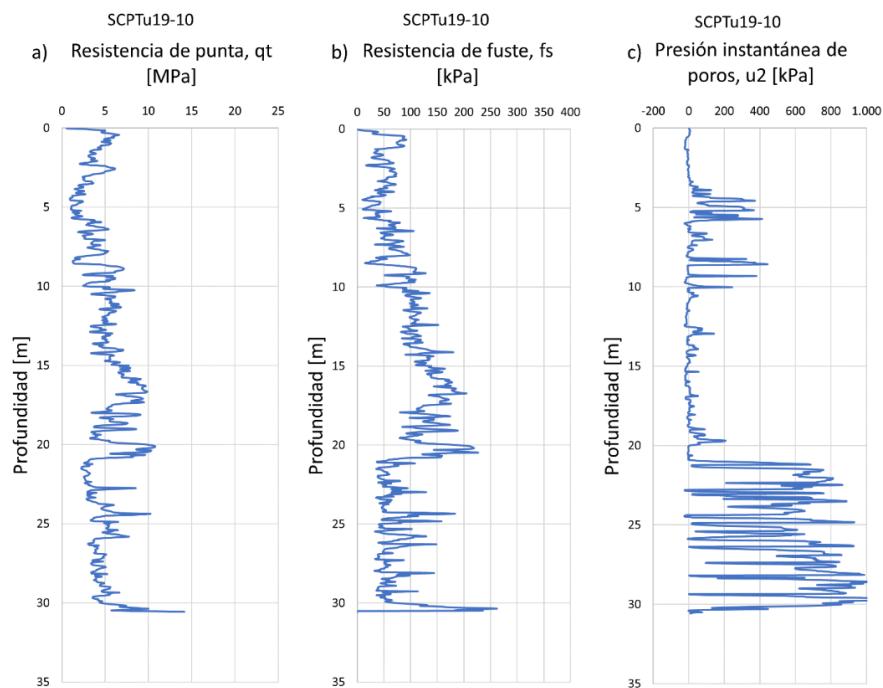 SCPTu19-10
a) Resistencia de punta, qt
[MPa]
0 5 10 15 20 25
0
5
10
15
20
25
30
35
Profundidad [m]
SCPTu19-10
b) Resistencia de fuste, fs
[kPa]
0 50 100 150 200 250 300 350 400
0
5
10
15
20
25
30
35
Profundidad [m]
SCPTu19-10
c) Presión instantánea de
poros, u2 [kPa]
-200 0 200 400 600 800 1.000
0
5
10
15
20
25
30
35
Profundidad [m]